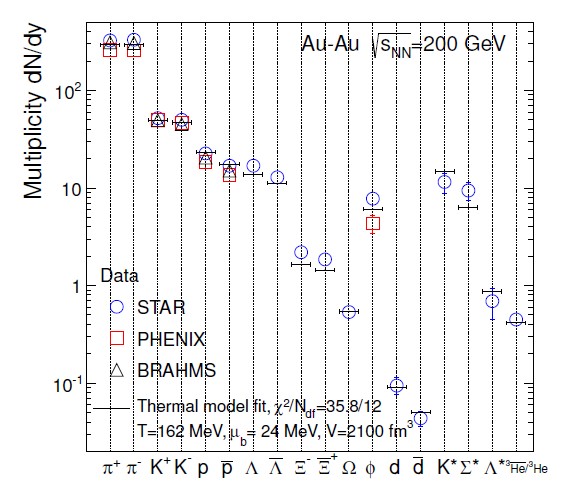 Au-Au √sNN=200 GeV
Multiplicity dN/dy
10²
10
1
10⁻¹
Data
STAR
PHENIX
BRAHMS
Thermal model fit, χ²/Ndf=35.8/12
T=162 MeV, μb= 24 MeV, V=2100 fm³
π⁺ π⁻ K⁺ K⁻ p p̅ Λ Λ̅ Ξ⁻ Ξ̅⁺ Ω ϕ d d̅ K* Σ* Λ* ³H̅e̅/³He